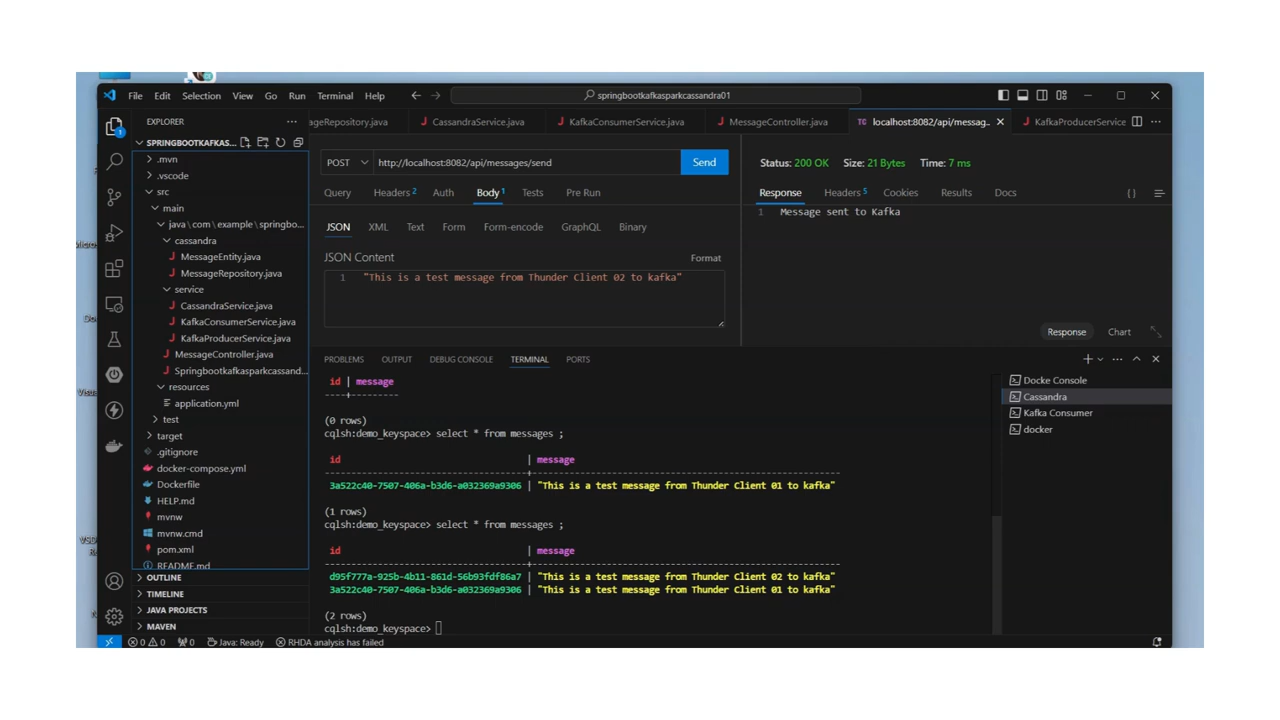 File Edit Selection View Go Run Terminal Help
springbootkafkasparkcassandra01
EXPLORER
SPRINGBOOTKAFKAS...
.mvn
.vscode
src
main
java\com\example\springbo...
cassandra
MessageEntity.java
MessageRepository.java
service
CassandraService.java
KafkaConsumerService.java
KafkaProducerService.java
MessageController.java
Springbootkafkasparkcassand...
resources
application.yml
test
target
.gitignore
docker-compose.yml
Dockerfile
HELP.md
mvnw
mvnw.cmd
pom.xml
README.md
OUTLINE
TIMELINE
JAVA PROJECTS
MAVEN
ageRepository.java CassandraService.java KafkaConsumerService.java MessageController.java TC localhost:8082/api/messag... KafkaProducerService
POST http://localhost:8082/api/messages/send Send
Query Headers 2 Auth Body 1 Tests Pre Run
JSON XML Text Form Form-encode GraphQL Binary
JSON Content Format
1 "This is a test message from Thunder Client 02 to kafka"
Status: 200 OK Size: 21 Bytes Time: 7 ms
Response Headers 5 Cookies Results Docs { }
1 Message sent to Kafka
Response Chart
PROBLEMS OUTPUT DEBUG CONSOLE TERMINAL PORTS
id | message
----+---------
(0 rows)
cqlsh:demo_keyspace> select * from messages ;
id | message
3a522c40-7507-406a-b3d6-a032369a9306 | "This is a test message from Thunder Client 01 to kafka"
(1 rows)
cqlsh:demo_keyspace> select * from messages ;
id | message
d95f777a-925b-4b11-861d-56b93fdf86a7 | "This is a test message from Thunder Client 02 to kafka"
3a522c40-7507-406a-b3d6-a032369a9306 | "This is a test message from Thunder Client 01 to kafka"
(2 rows)
cqlsh:demo_keyspace>
Docke Console
Cassandra
Kafka Consumer
docker
0 0 0 Java: Ready RHDA analysis has failed